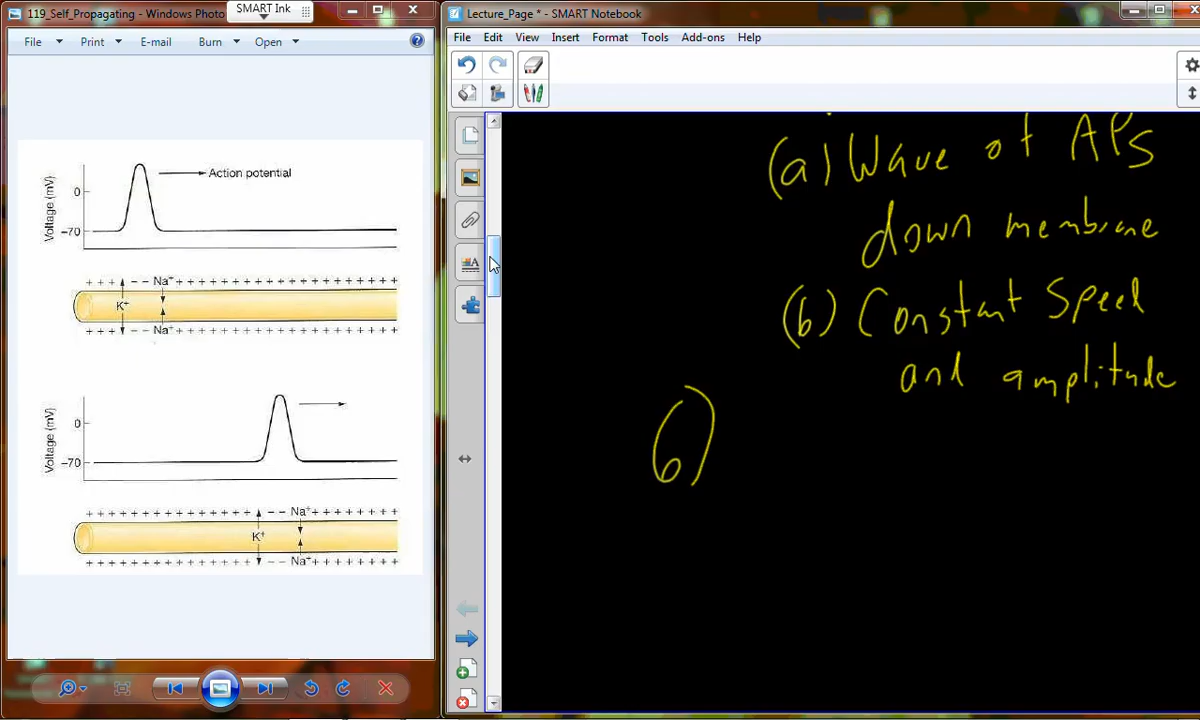 119_Self_Propagating - Windows Photo
SMART Ink
File Print E-mail Burn Open
Action potential
Voltage (mV)
0
−70
+ + + − − Na⁺ + + + + + + + + + + + + + + + + + + + + + +
K⁺
+ + + − − Na⁺ + + + + + + + + + + + + + + + + + + + + + +
Voltage (mV)
0
−70
+ + + + + + + + + + + + + + + + + + − − Na⁺ + + + + + + + +
K⁺
+ + + + + + + + + + + + + + + + + + − − Na⁺ + + + + + + + +
Lecture_Page * - SMART Notebook
File Edit View Insert Format Tools Add-ons Help
(a) Wave of APs
down membrane
(b) Constant Speed
and amplitude
6)